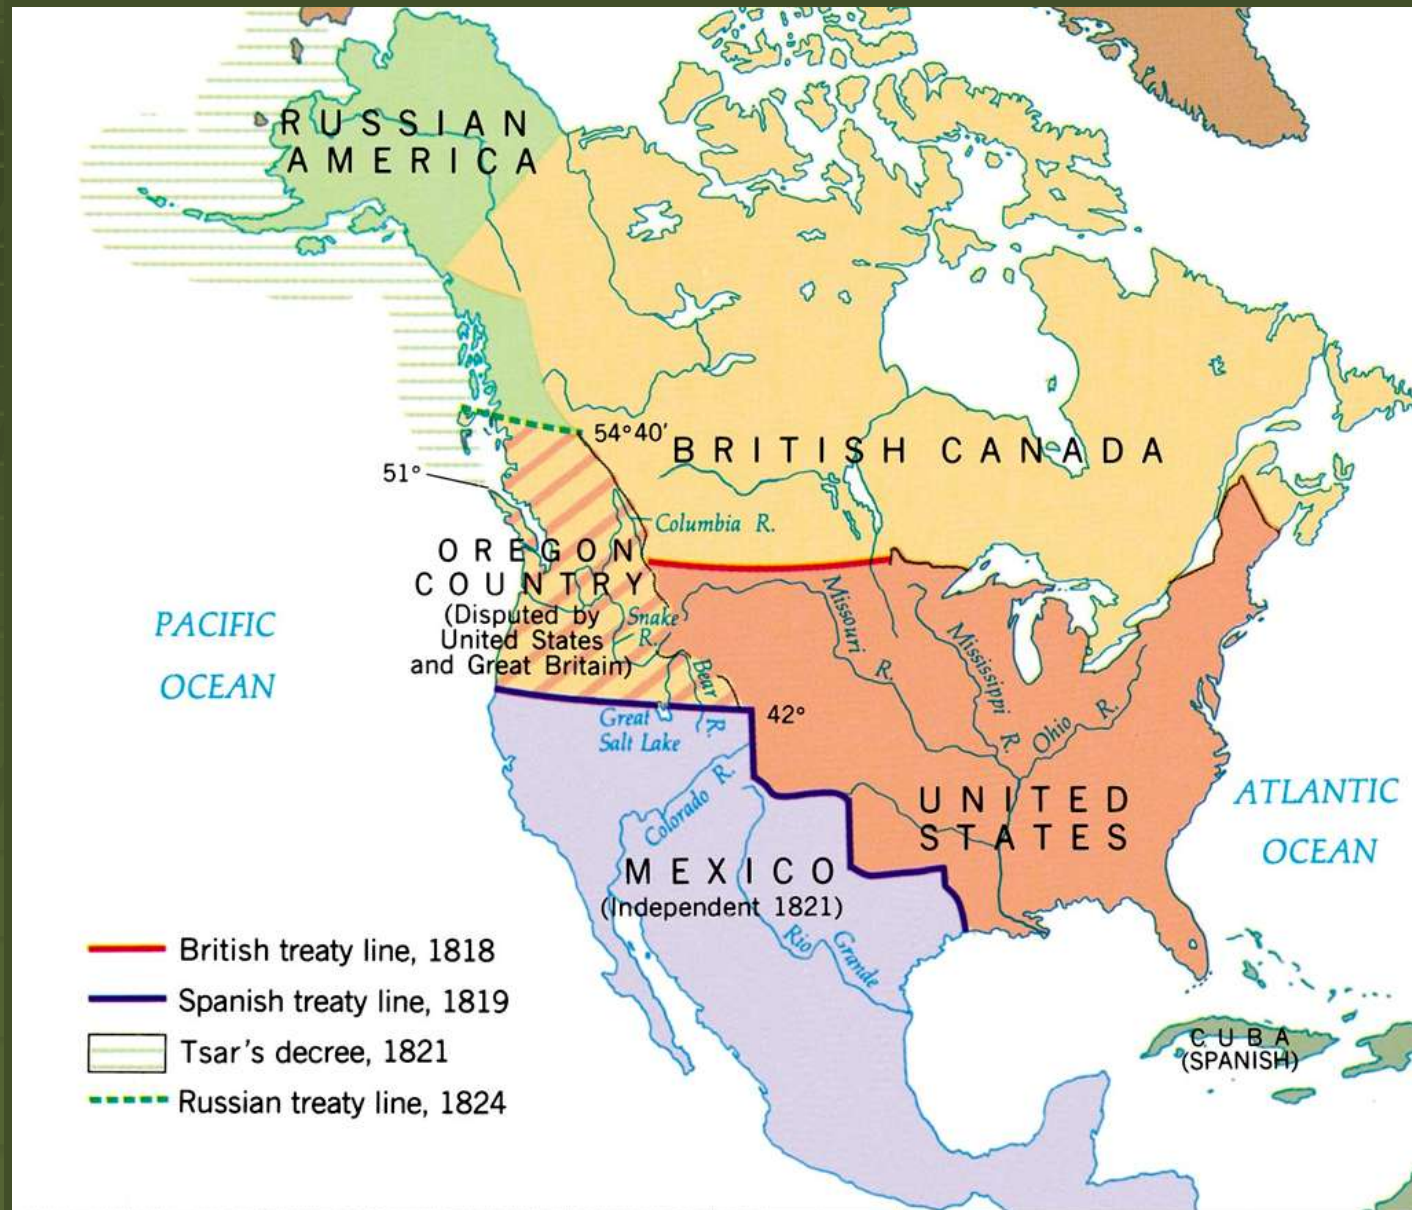 RUSSIAN
AMERICA
54°40'
BRITISH CANADA
51°
Columbia R.
OREGON
COUNTRY
(Disputed by
United States
and Great Britain)
Snake
R.
Missouri
R.
Mississippi
R.
Bear
R.
PACIFIC
OCEAN
Great
Salt Lake
42°
Ohio R.
Colorado R.
UNITED
STATES
ATLANTIC
OCEAN
MEXICO
(Independent 1821)
Rio Grande
British treaty line, 1818
Spanish treaty line, 1819
Tsar's decree, 1821
Russian treaty line, 1824
CUBA
(SPANISH)